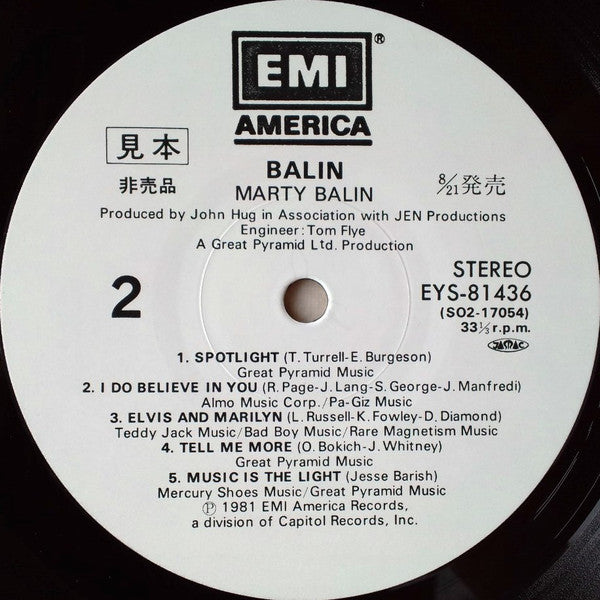 EMI®
AMERICA
見本
非売品
BALIN
MARTY BALIN
8/21発売
Produced by John Hug in Association with JEN Productions
Engineer: Tom Flye
A Great Pyramid Ltd. Production
2
STEREO
EYS-81436
(SO2-17054)
33⅓ r.p.m.
JASRAC
1. SPOTLIGHT (T. Turrell-E. Burgeson)
Great Pyramid Music
2. I DO BELIEVE IN YOU (R. Page-J. Lang-S. George-J. Manfredi)
Almo Music Corp./Pa-Giz Music
3. ELVIS AND MARILYN (L. Russell-K. Fowley-D. Diamond)
Teddy Jack Music/Bad Boy Music/Rare Magnetism Music
4. TELL ME MORE (O. Bokich-J. Whitney)
Great Pyramid Music
5. MUSIC IS THE LIGHT (Jesse Barish)
Mercury Shoes Music/Great Pyramid Music
Ⓟ 1981 EMI America Records,
a division of Capitol Records, Inc.